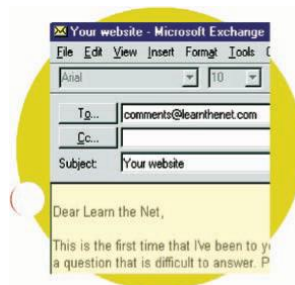 Your website - Microsoft Exchange
File Edit View Insert Format Tools
Arial 10
To... comments@learnthenet.com
Cc...
Subject: Your website
Dear Learn the Net,
This is the first time that I've been to
a question that is difficult to answer.